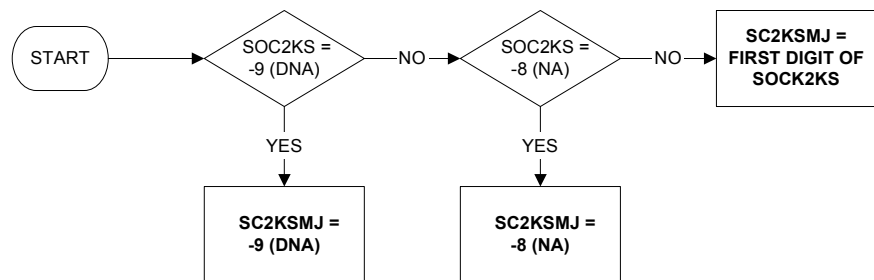 START
SOC2KS =
-9 (DNA)
NO
SOC2KS =
-8 (NA)
NO
SC2KSMJ =
FIRST DIGIT OF
SOCK2KS
YES
YES
SC2KSMJ =
-9 (DNA)
SC2KSMJ =
-8 (NA)